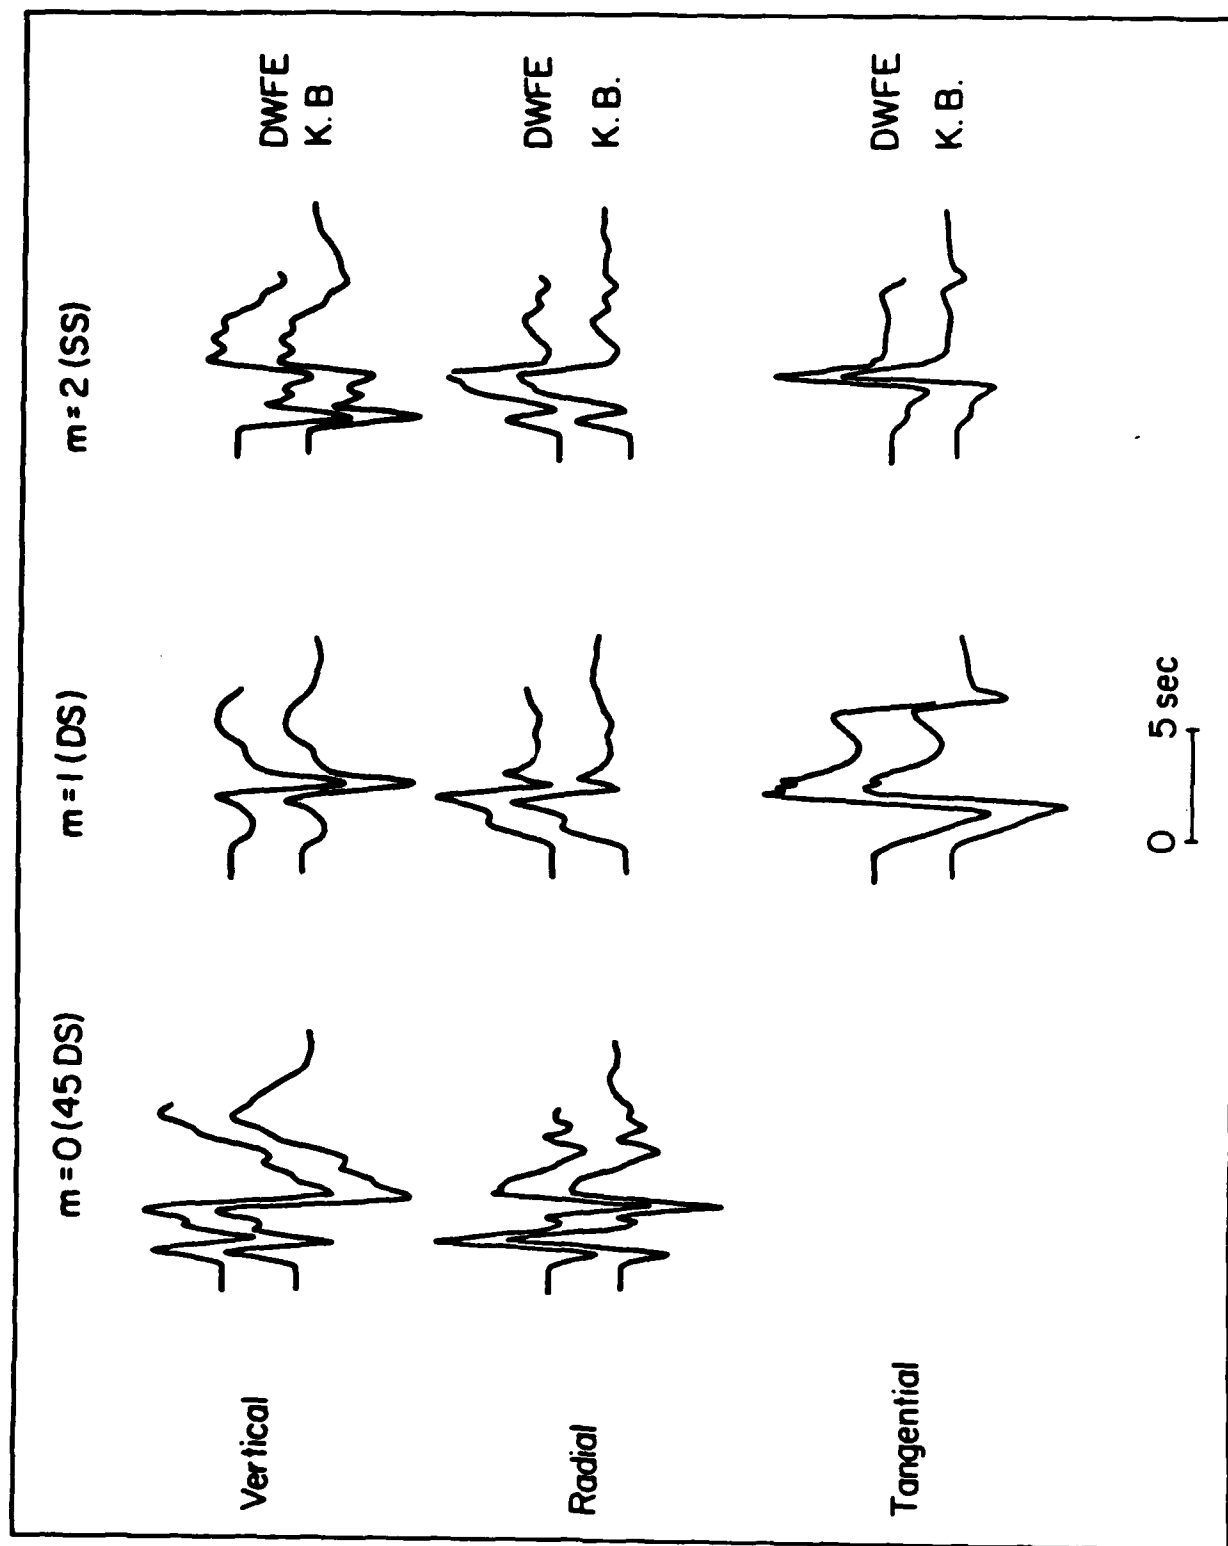 m=0(45DS)
m=1(DS)
m=2(SS)
Vertical
DWFE
K.B
Radial
DWFE
K.B.
Tangential
DWFE
K.B.
0 5 sec